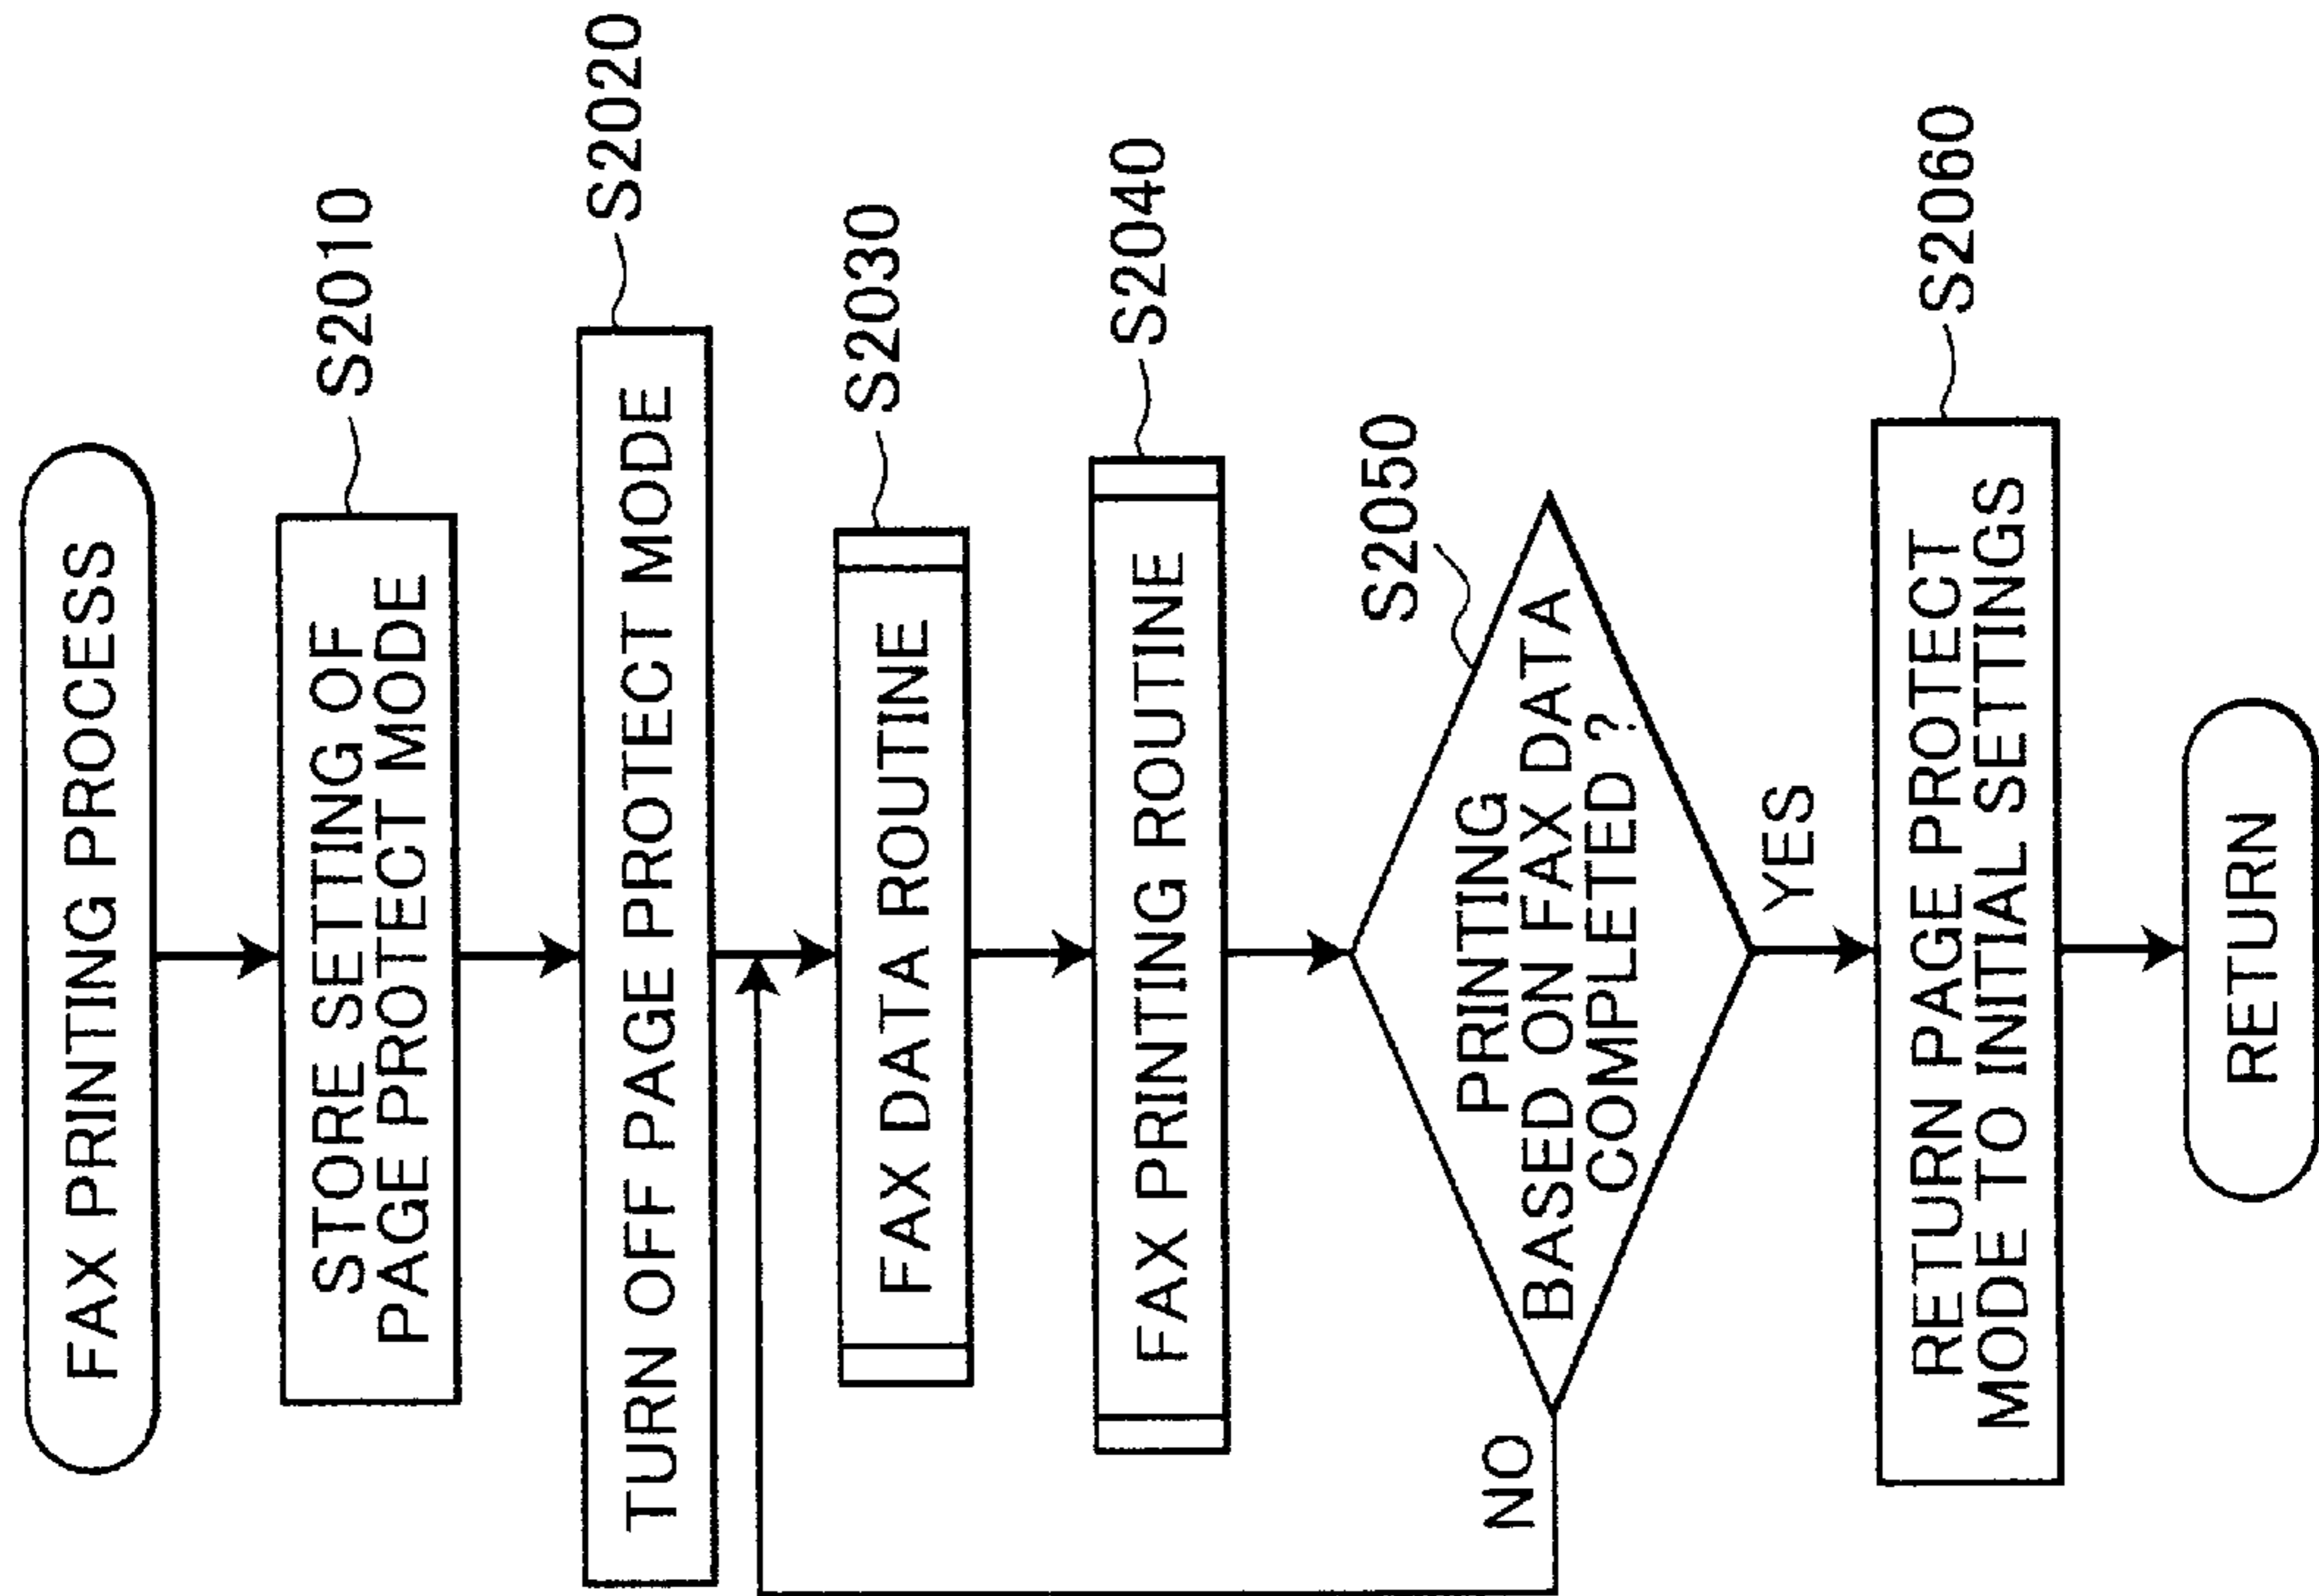 FAX PRINTING PROCESS
STORE SETTING OF
PAGE PROTECT MODE
S2010
TURN OFF PAGE PROTECT MODE
S2020
FAX DATA ROUTINE
S2030
FAX PRINTING ROUTINE
S2040
S2050
PRINTING
BASED ON FAX DATA
COMPLETED ?
NO
YES
RETURN PAGE PROTECT
MODE TO INITIAL SETTINGS
S2060
RETURN